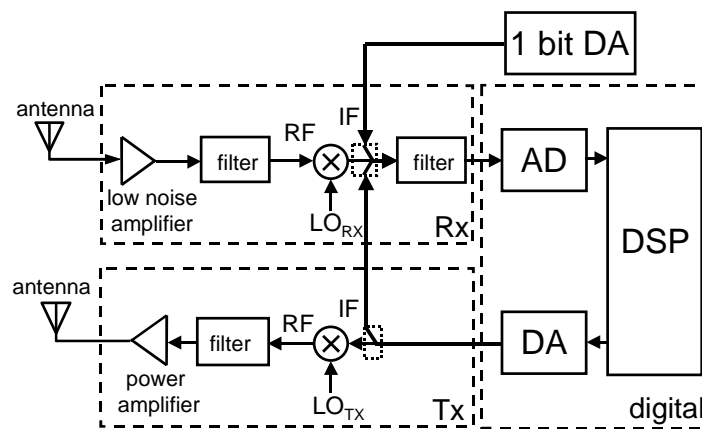 1 bit DA
antenna
RF
IF
filter
filter
AD
low noise
amplifier
LO_RX
Rx
DSP
antenna
RF
IF
filter
DA
power
amplifier
LO_TX
Tx
digital